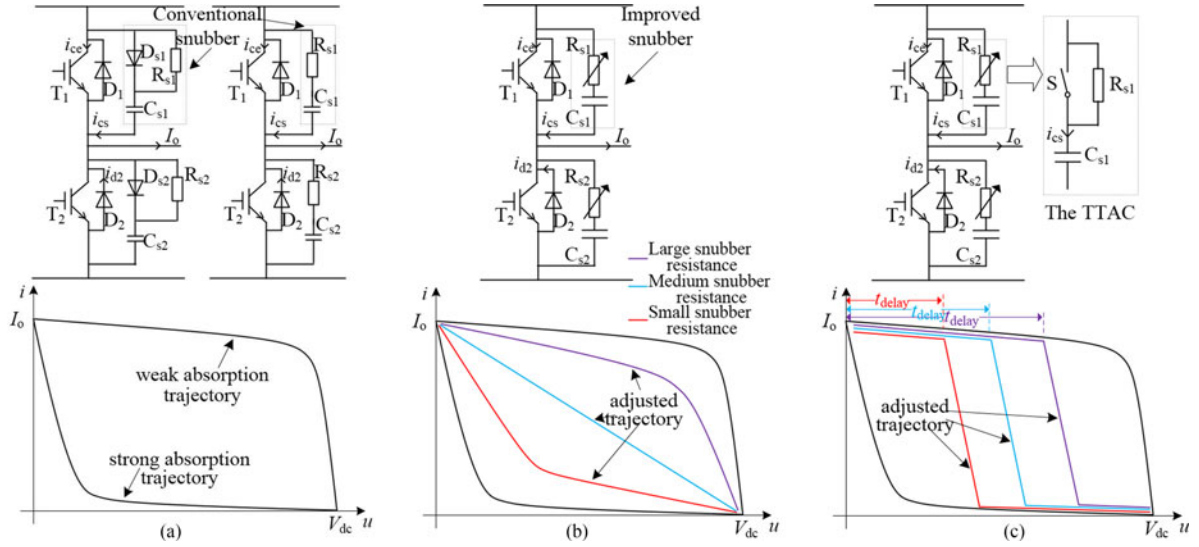 Conventional
snubber
i_ce
D_s1
R_s1
T_1
D_1
C_s1
i_cs
I_o
i_d2
D_s2
R_s2
T_2
D_2
C_s2
i_ce
R_s1
T_1
D_1
C_s1
I_o
i_d2
R_s2
D_2
C_s2
i
I_o
weak absorption
trajectory
strong absorption
trajectory
V_dc
u
(a)
Improved
snubber
i_ce
R_s1
T_1
D_1
C_s1
i_cs
I_o
i_d2
R_s2
T_2
D_2
C_s2
Large snubber
resistance
Medium snubber
resistance
Small snubber
resistance
i
I_o
adjusted
trajectory
V_dc
u
(b)
i_ce
R_s1
T_1
D_1
C_s1
i_cs
I_o
i_d2
R_s2
T_2
D_2
C_s2
S
R_s1
i_cs
C_s1
The TTAC
i
t_delay
t_delay
t_delay
I_o
adjusted
trajectory
V_dc
u
(c)